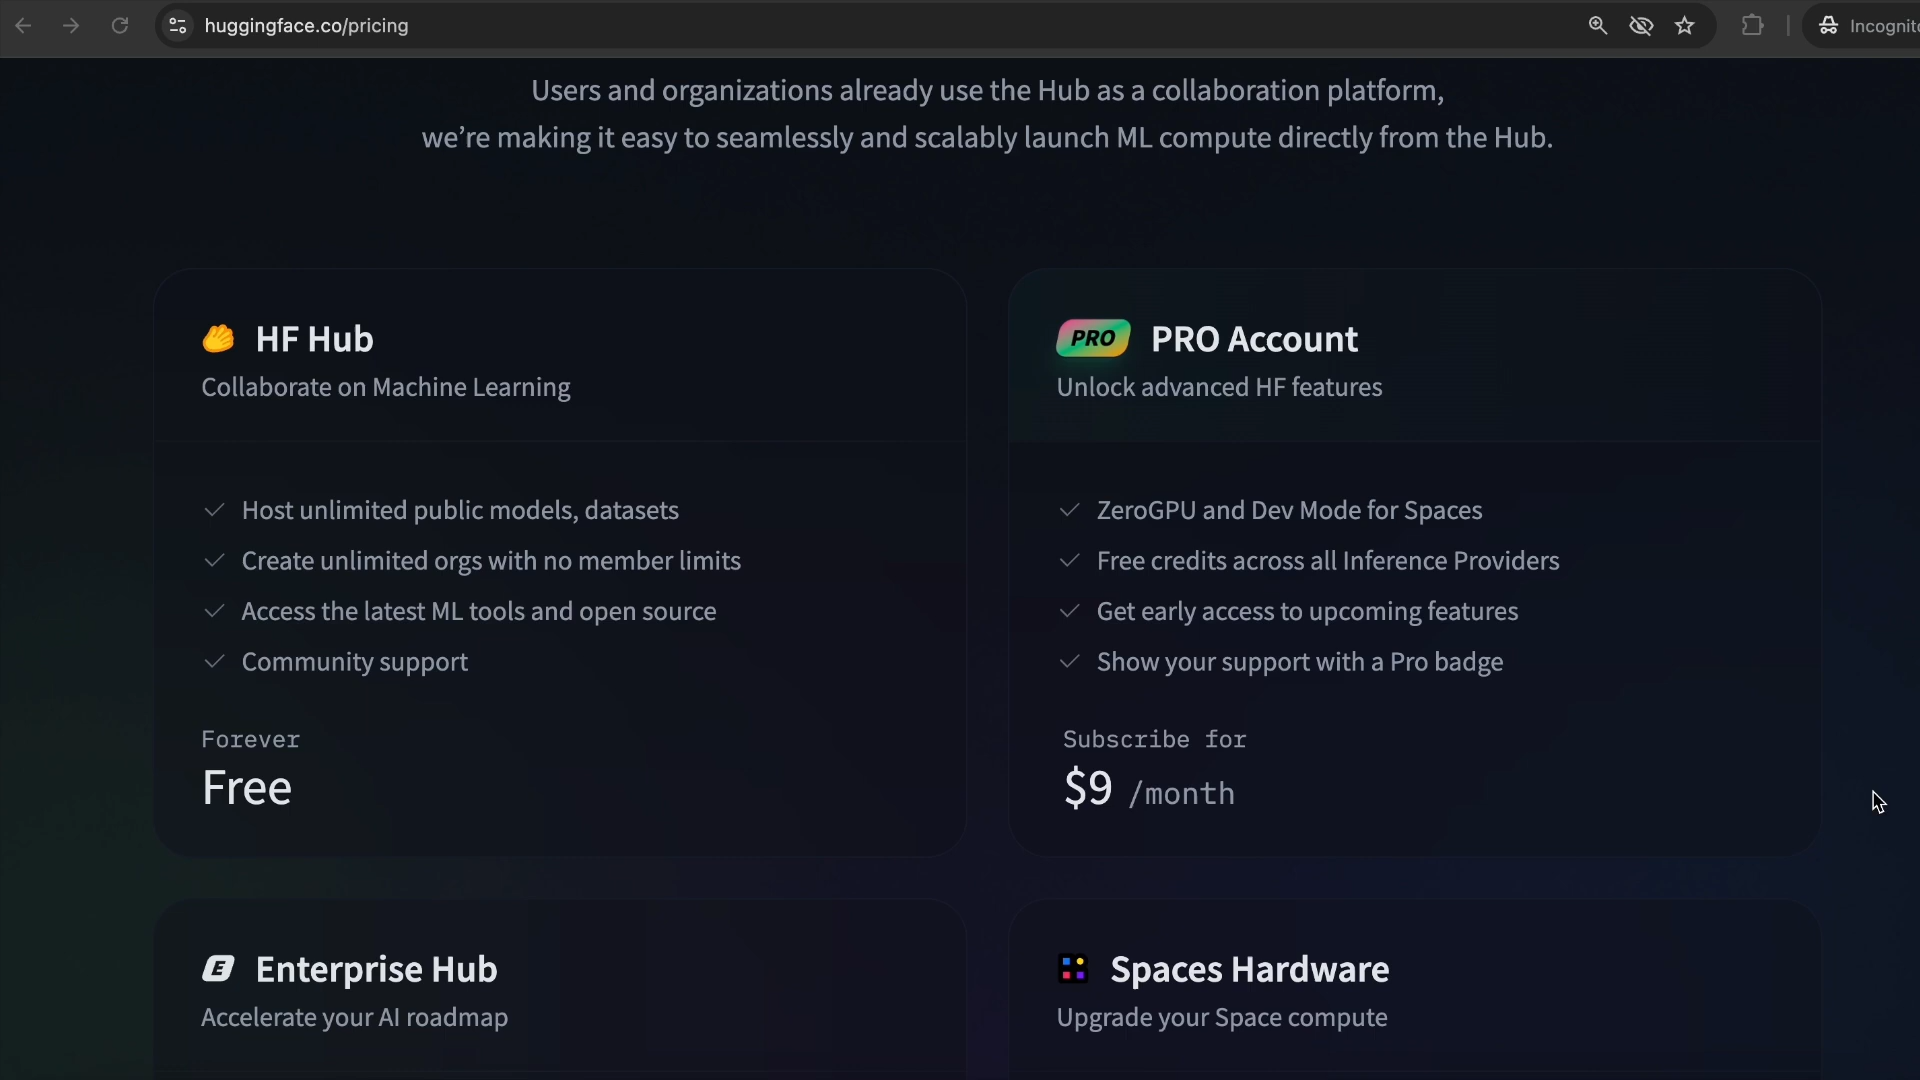 huggingface.co/pricing
Users and organizations already use the Hub as a collaboration platform,
we’re making it easy to seamlessly and scalably launch ML compute directly from the Hub.
HF Hub
Collaborate on Machine Learning
Host unlimited public models, datasets
Create unlimited orgs with no member limits
Access the latest ML tools and open source
Community support
Forever
Free
PRO PRO Account
Unlock advanced HF features
ZeroGPU and Dev Mode for Spaces
Free credits across all Inference Providers
Get early access to upcoming features
Show your support with a Pro badge
Subscribe for
$9 /month
E Enterprise Hub
Accelerate your AI roadmap
Spaces Hardware
Upgrade your Space compute